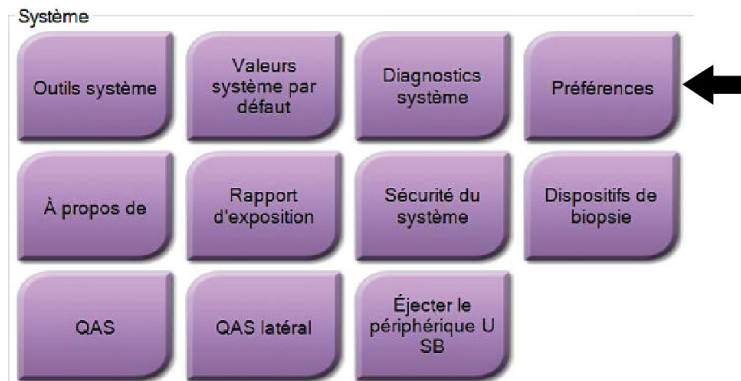 Système
Outils système
Valeurs
système par
défaut
Diagnostics
système
Préférences
À propos de
Rapport
d'exposition
Sécurité du
système
Dispositifs de
biopsie
QAS
QAS latéral
Éjecter le
périphérique U
SB